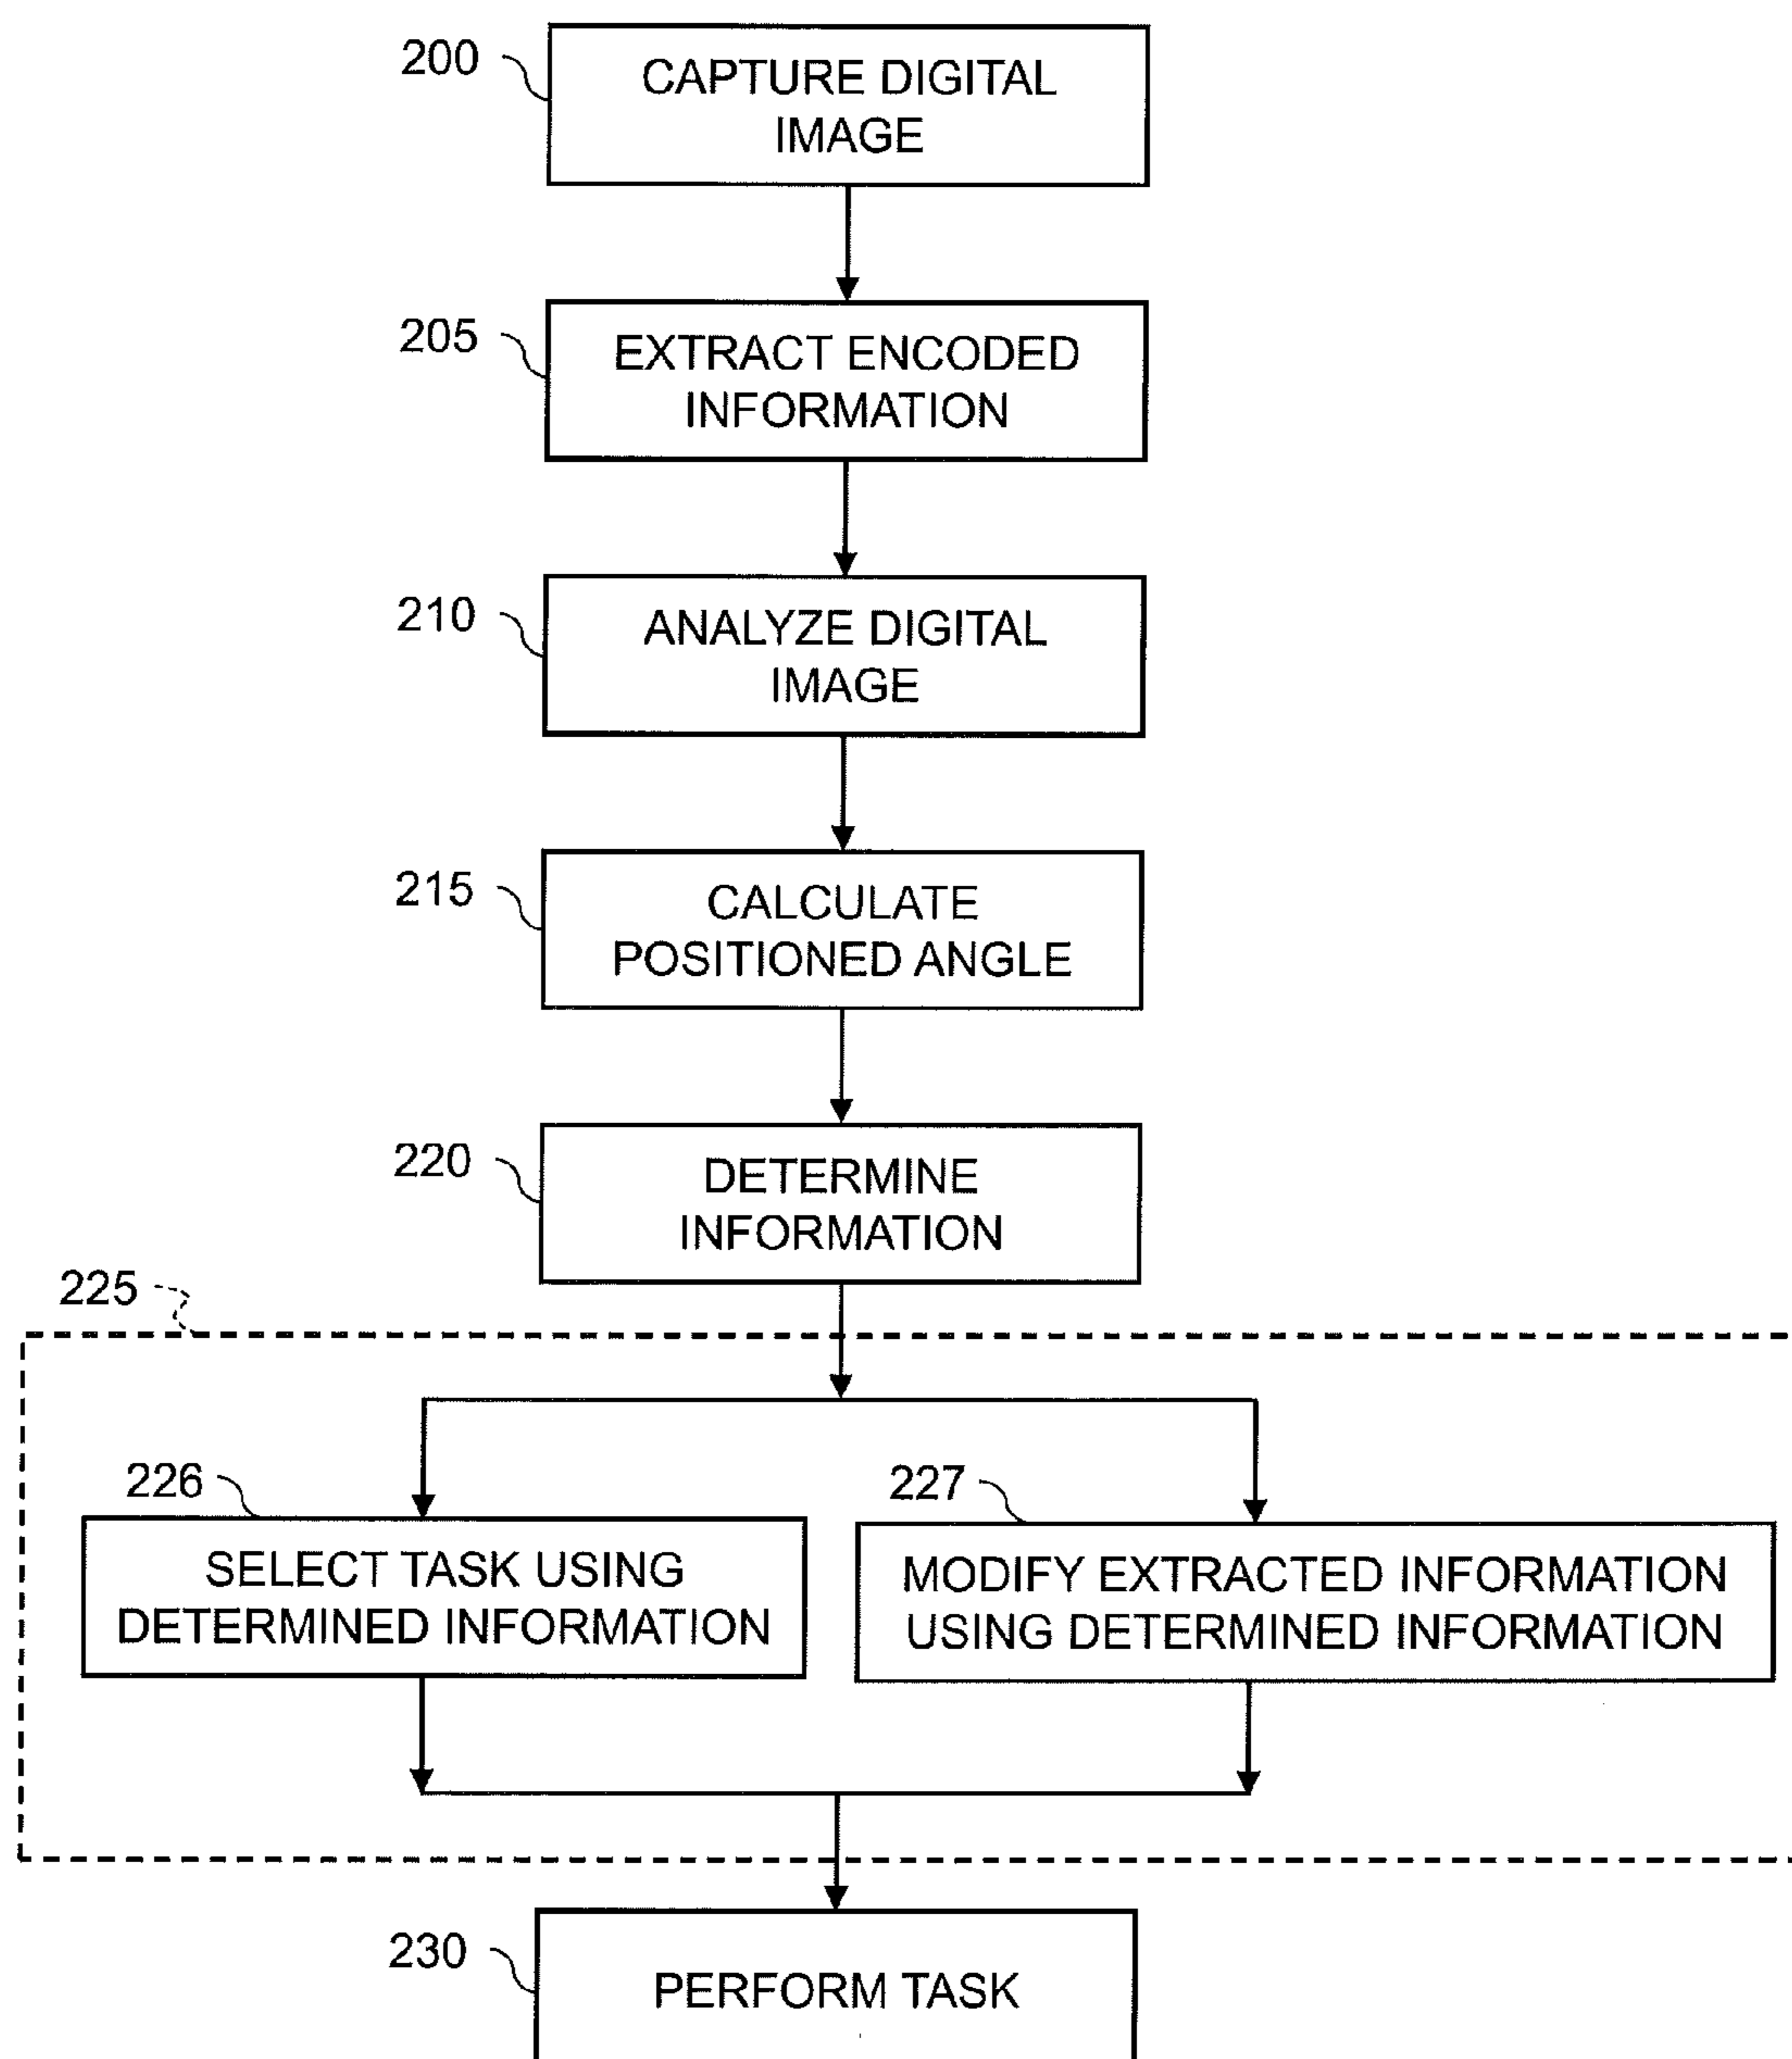 200
CAPTURE DIGITAL
IMAGE
205
EXTRACT ENCODED
INFORMATION
210
ANALYZE DIGITAL
IMAGE
215
CALCULATE
POSITIONED ANGLE
220
DETERMINE
INFORMATION
225
226
SELECT TASK USING
DETERMINED INFORMATION
227
MODIFY EXTRACTED INFORMATION
USING DETERMINED INFORMATION
230
PERFORM TASK